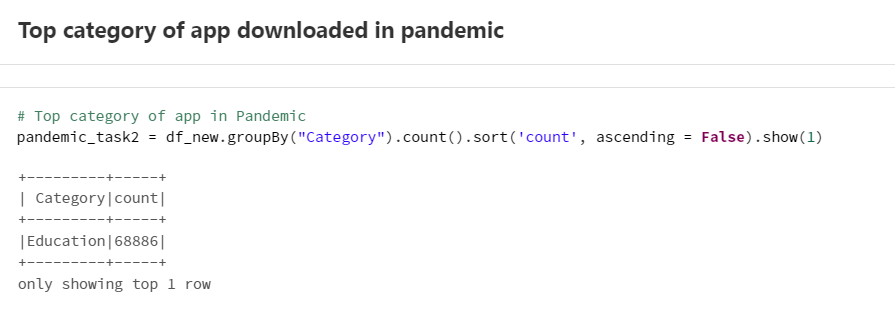 Top category of app downloaded in pandemic
# Top category of app in Pandemic
pandemic_task2 = df_new.groupBy("Category").count().sort('count', ascending = False).show(1)
+---------+-----+
| Category|count|
+---------+-----+
|Education|68886|
+---------+-----+
only showing top 1 row